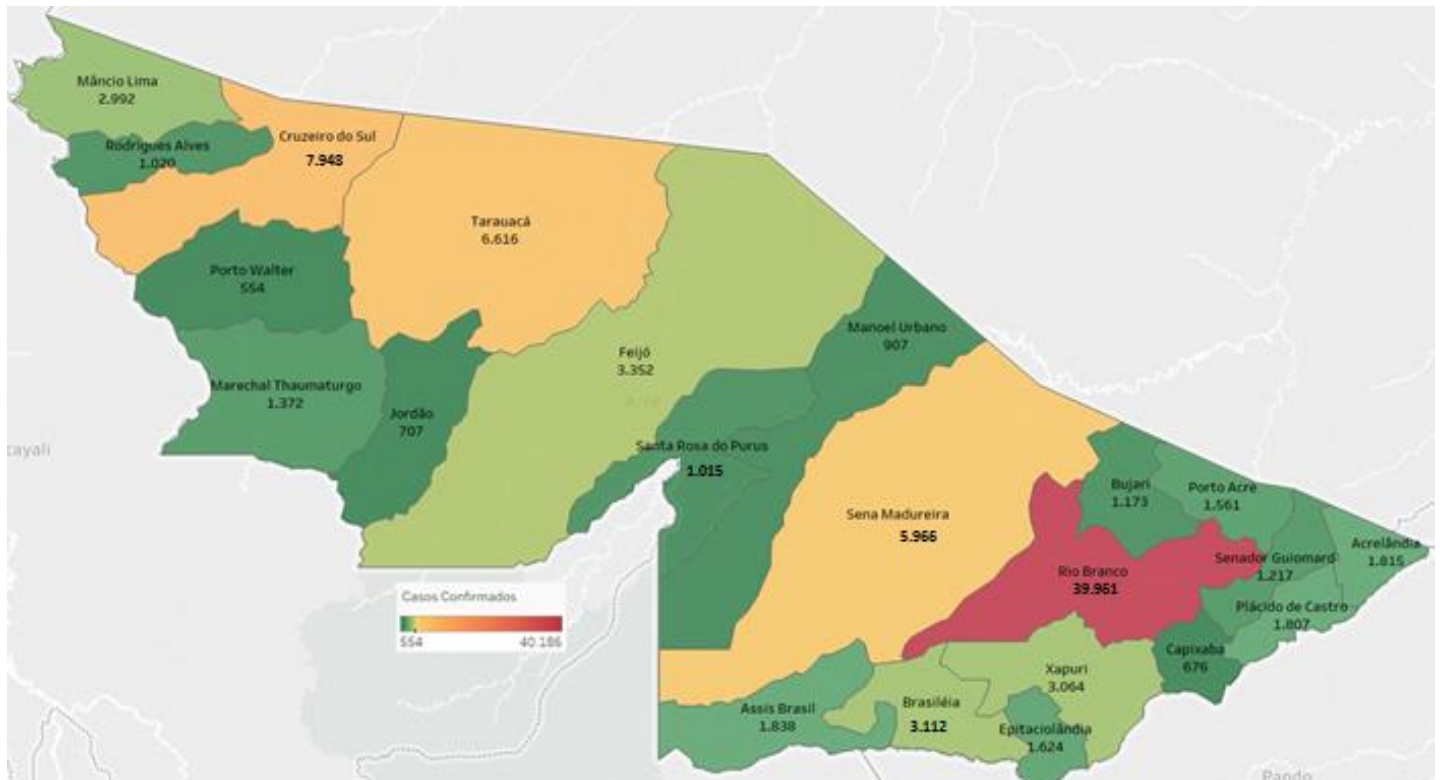 Mâncio Lima
2.992
Rodrigues Alves
1.020
Cruzeiro do Sul
7.948
Tarauacá
6.616
Porto Walter
554
Marechal Thaumaturgo
1.372
Jordão
707
Feijó
3.352
Manoel Urbano
907
Santa Rosa do Purus
1.015
Sena Madureira
5.966
Bujari
1.173
Porto Acre
1.561
Acrelândia
1.815
Senador Guiomard
1.217
Rio Branco
39.961
Plácido de Castro
1.807
Capixaba
676
Xapuri
3.064
Assis Brasil
1.838
Brasiléia
3.112
Epitaciolândia
1.624
Casos Confirmados
554 40.186
Acre
cayali
Pando